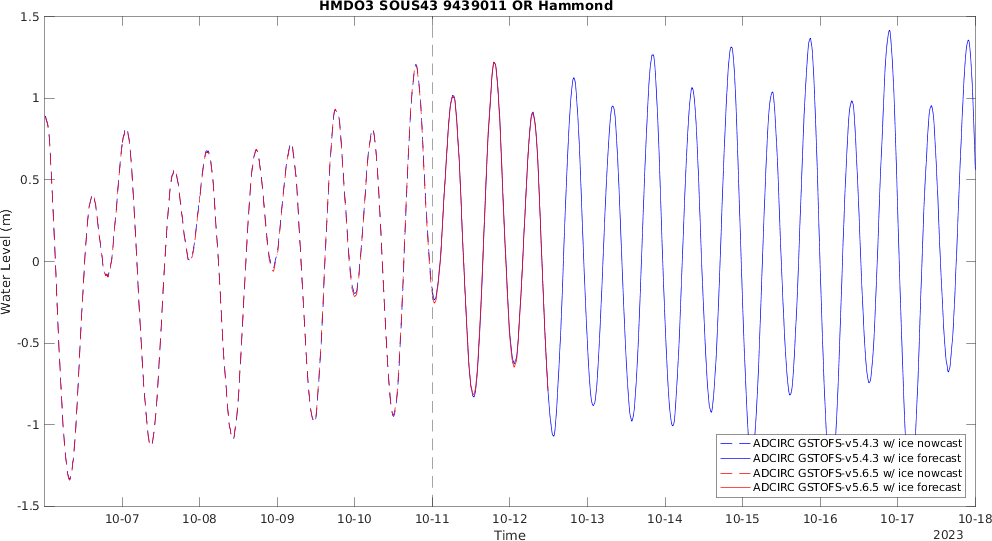 HMDO3 SOUS43 9439011 OR Hammond
1.5
1
0.5
0
-0.5
-1
-1.5
Water Level (m)
10-07 10-08 10-09 10-10 10-11 10-12 10-13 10-14 10-15 10-16 10-17 10-18
Time
2023
ADCIRC GSTOFS-v5.4.3 w/ ice nowcast
ADCIRC GSTOFS-v5.4.3 w/ ice forecast
ADCIRC GSTOFS-v5.6.5 w/ ice nowcast
ADCIRC GSTOFS-v5.6.5 w/ ice forecast